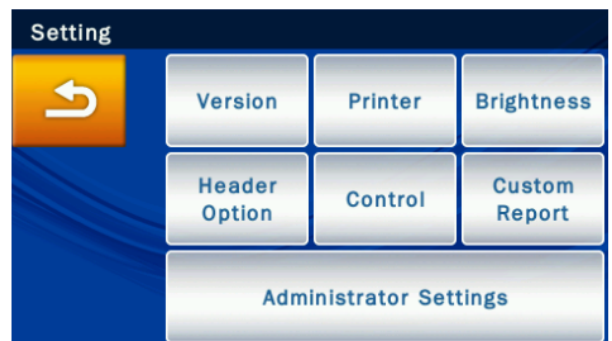 Setting
Version
Printer
Brightness
Header
Option
Control
Custom
Report
Administrator Settings